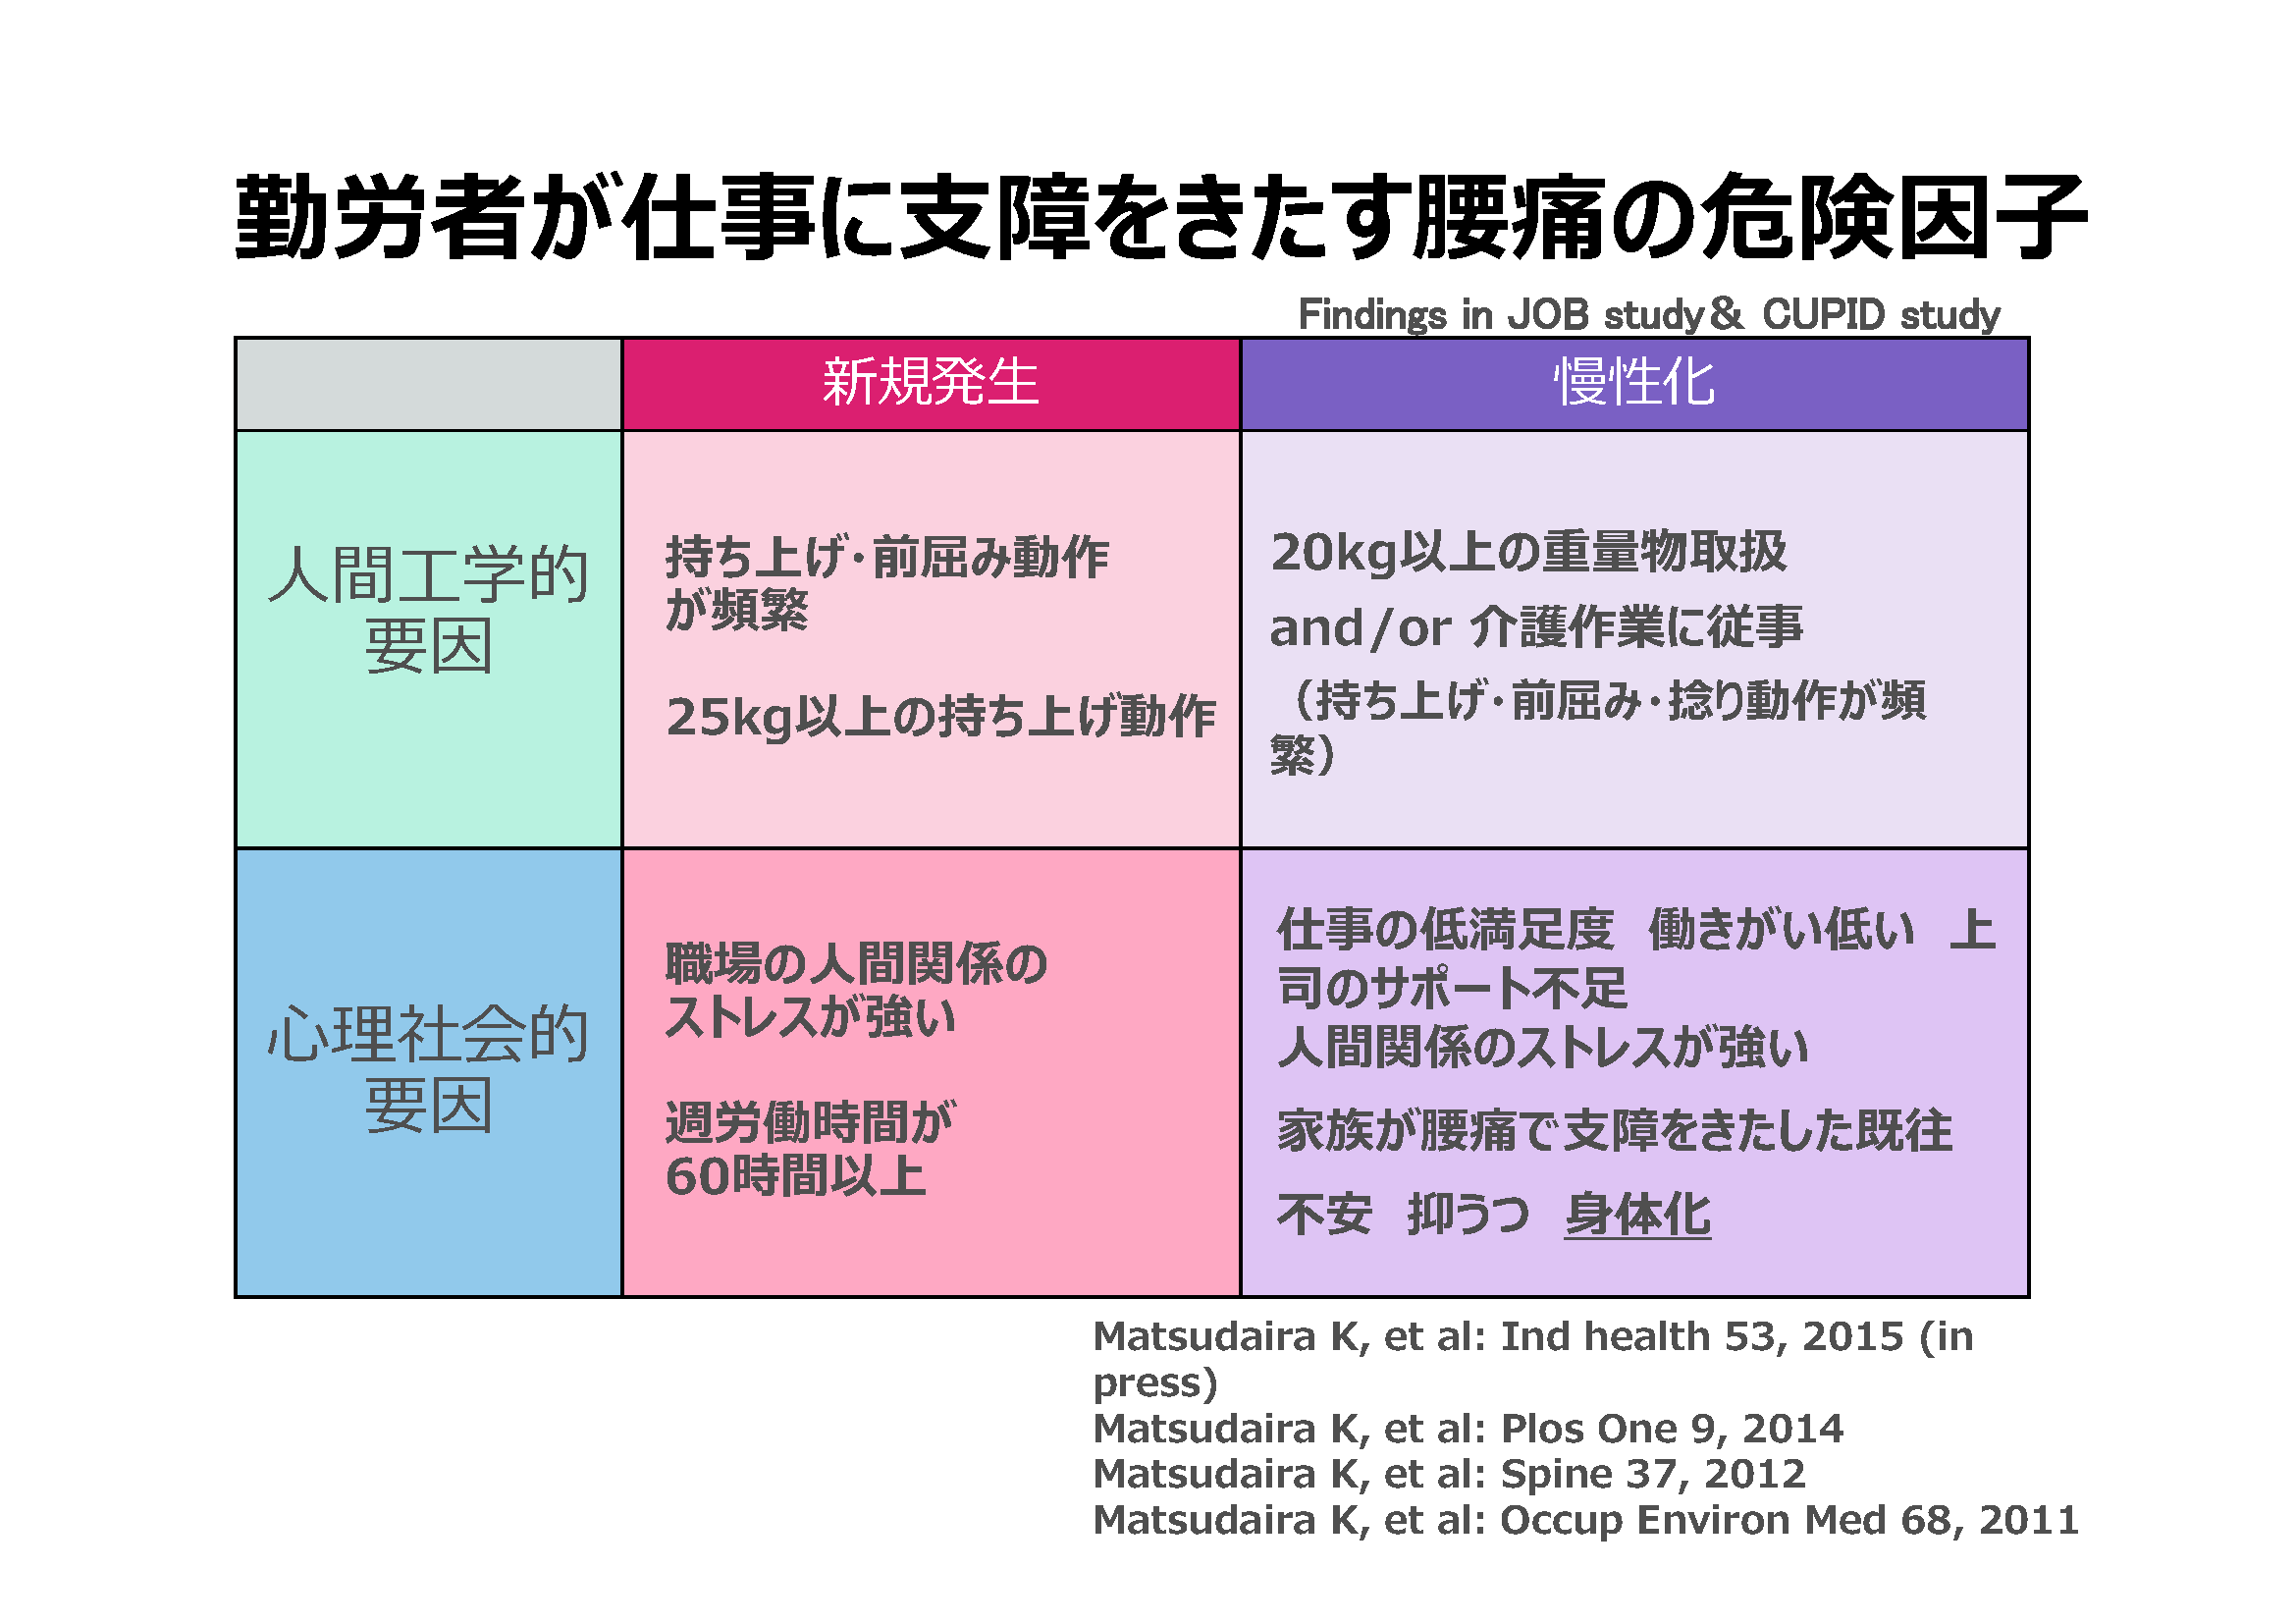 勤労者が仕事に支障をきたす腰痛の危険因子
Findings in JOB study& CUPID study
新規発生
慢性化
人間工学的
要因
持ち上げ･前屈み動作
が頻繁
25kg以上の持ち上げ動作
20kg以上の重量物取扱
and/or 介護作業に従事
（持ち上げ･前屈み･捻り動作が頻
繁）
心理社会的
要因
職場の人間関係の
ストレスが強い
週労働時間が
60時間以上
仕事の低満足度　働きがい低い　上
司のサポート不足
人間関係のストレスが強い
家族が腰痛で支障をきたした既往
不安　抑うつ　身体化
Matsudaira K, et al: Ind health 53, 2015 (in
press)
Matsudaira K, et al: Plos One 9, 2014
Matsudaira K, et al: Spine 37, 2012
Matsudaira K, et al: Occup Environ Med 68, 2011